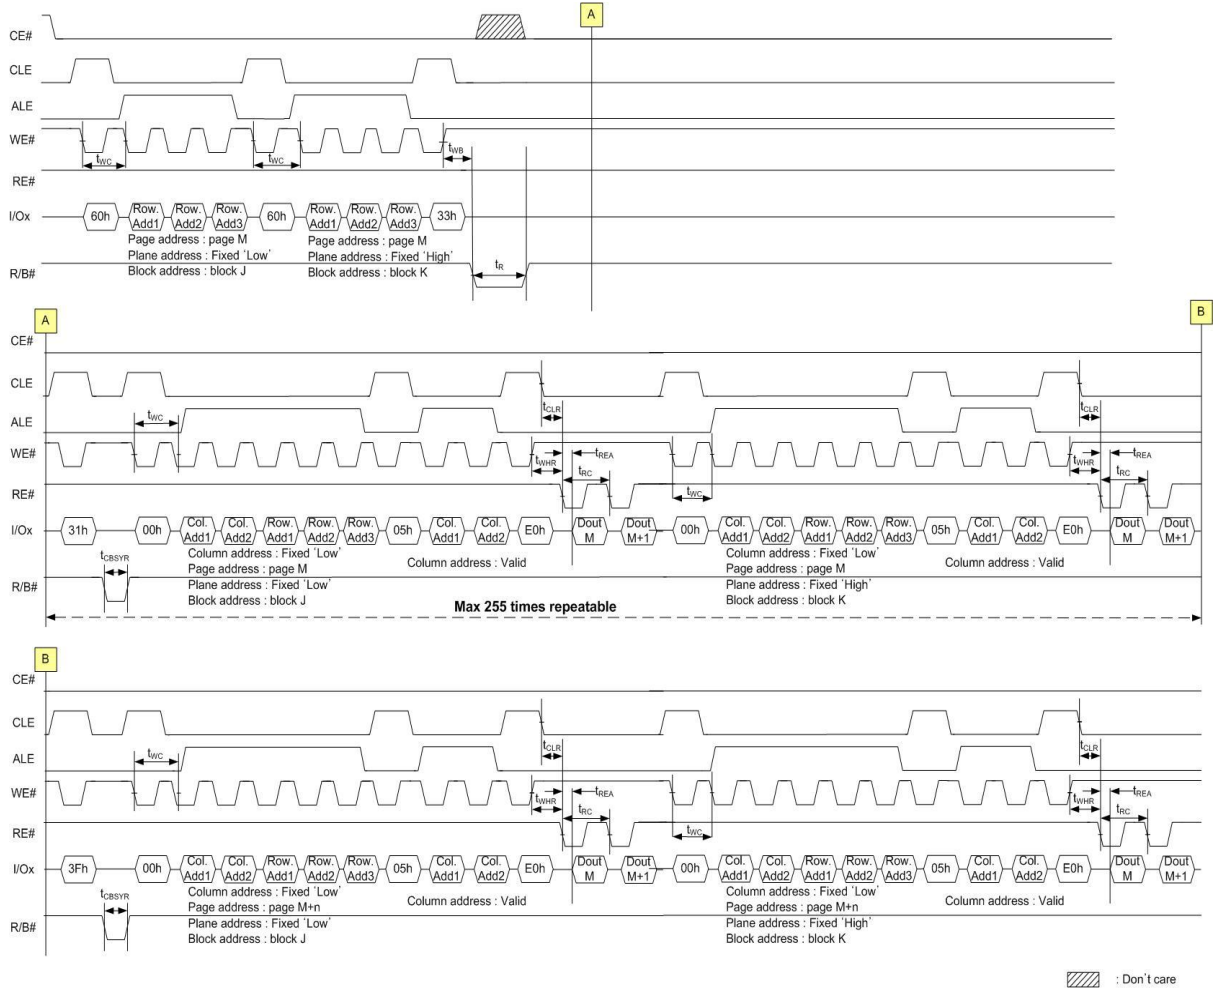 A
CE#
CLE
ALE
WE#
tWC
tWC
tWB
RE#
I/Ox
60h Row. Add1 Row. Add2 Row. Add3 60h Row. Add1 Row. Add2 Row. Add3 33h
Page address : page M
Plane address : Fixed 'Low'
Block address : block J
Page address : page M
Plane address : Fixed 'High'
Block address : block K
R/B#
tR
A
B
CE#
CLE
tCLR
tCLR
ALE
tWC
WE#
tWHR
tREA
tRC
tWHR
tREA
tRC
RE#
tWC
I/Ox
31h 00h Col. Add1 Col. Add2 Row. Add1 Row. Add2 Row. Add3 05h Col. Add1 Col. Add2 E0h Dout M Dout M+1 00h Col. Add1 Col. Add2 Row. Add1 Row. Add2 Row. Add3 05h Col. Add1 Col. Add2 E0h Dout M Dout M+1
tCBSYR
Column address : Fixed 'Low'
Page address : page M
Plane address : Fixed 'Low'
Block address : block J
Column address : Valid
Column address : Fixed 'Low'
Page address : page M
Plane address : Fixed 'High'
Block address : block K
Column address : Valid
R/B#
Max 255 times repeatable
B
CE#
CLE
tCLR
tCLR
ALE
tWC
WE#
tWHR
tREA
tRC
tWHR
tREA
tRC
RE#
tWC
I/Ox
3Fh 00h Col. Add1 Col. Add2 Row. Add1 Row. Add2 Row. Add3 05h Col. Add1 Col. Add2 E0h Dout M Dout M+1 00h Col. Add1 Col. Add2 Row. Add1 Row. Add2 Row. Add3 05h Col. Add1 Col. Add2 E0h Dout M Dout M+1
tCBSYR
Column address : Fixed 'Low'
Page address : page M+n
Plane address : Fixed 'Low'
Block address : block J
Column address : Valid
Column address : Fixed 'Low'
Page address : page M+n
Plane address : Fixed 'High'
Block address : block K
Column address : Valid
R/B#
: Don't care